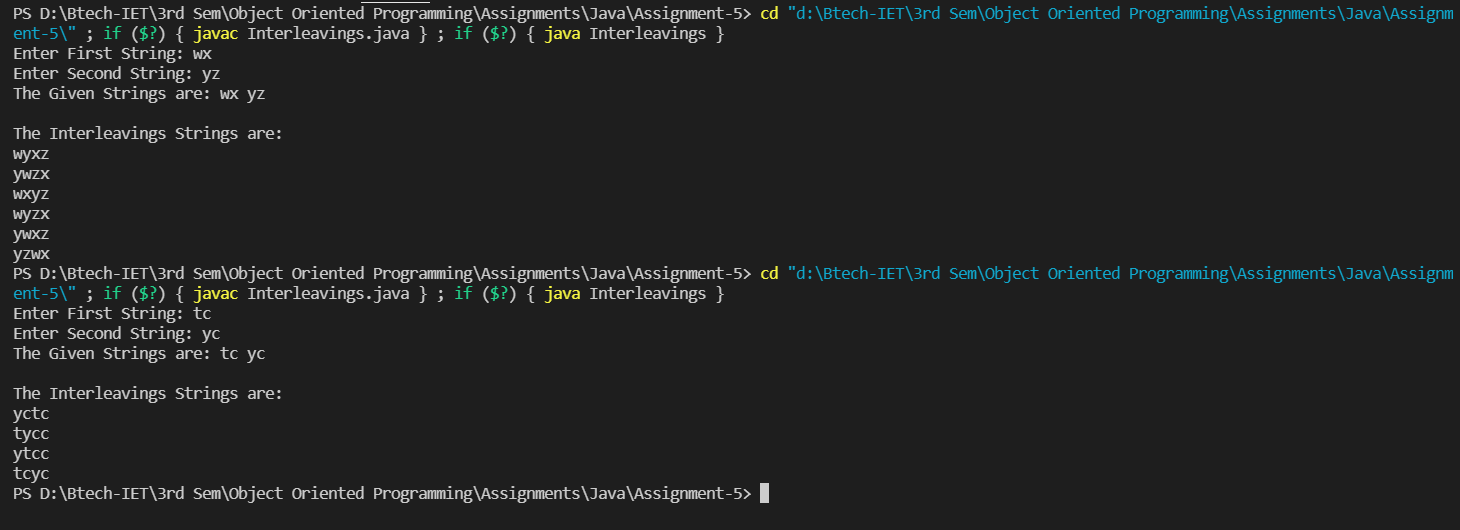 PS D:\Btech-IET\3rd Sem\Object Oriented Programming\Assignments\Java\Assignment-5> cd "d:\Btech-IET\3rd Sem\Object Oriented Programming\Assignments\Java\Assignm
ent-5\" ; if ($?) { javac Interleavings.java } ; if ($?) { java Interleavings }
Enter First String: wx
Enter Second String: yz
The Given Strings are: wx yz
The Interleavings Strings are:
wyxz
ywzx
wxyz
wyzx
ywxz
yzwx
PS D:\Btech-IET\3rd Sem\Object Oriented Programming\Assignments\Java\Assignment-5> cd "d:\Btech-IET\3rd Sem\Object Oriented Programming\Assignments\Java\Assignm
ent-5\" ; if ($?) { javac Interleavings.java } ; if ($?) { java Interleavings }
Enter First String: tc
Enter Second String: yc
The Given Strings are: tc yc
The Interleavings Strings are:
yctc
tycc
ytcc
tcyc
PS D:\Btech-IET\3rd Sem\Object Oriented Programming\Assignments\Java\Assignment-5>